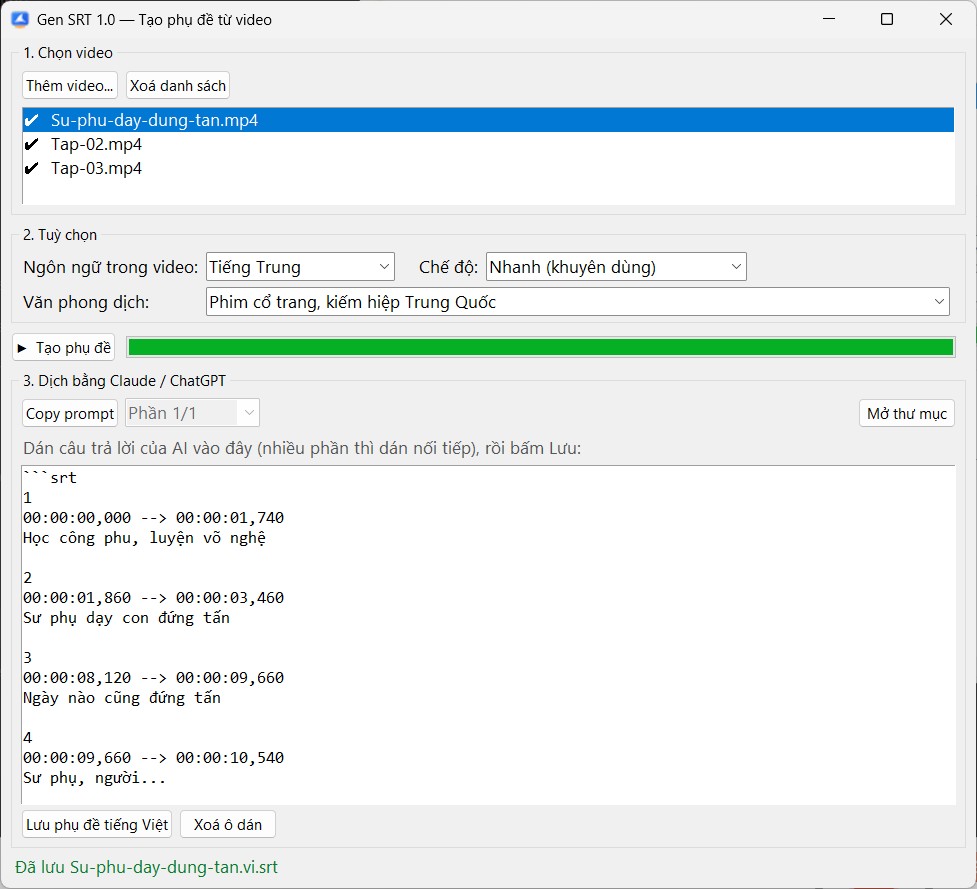 Gen SRT 1.0 — Tạo phụ đề từ video
1. Chọn video
Thêm video... Xoá danh sách
✔ Su-phu-day-dung-tan.mp4
✔ Tap-02.mp4
✔ Tap-03.mp4
2. Tuỳ chọn
Ngôn ngữ trong video: Tiếng Trung Chế độ: Nhanh (khuyên dùng)
Văn phong dịch: Phim cổ trang, kiếm hiệp Trung Quốc
► Tạo phụ đề
3. Dịch bằng Claude / ChatGPT
Copy prompt Phần 1/1 Mở thư mục
Dán câu trả lời của AI vào đây (nhiều phần thì dán nối tiếp), rồi bấm Lưu:
```srt
1
00:00:00,000 --> 00:00:01,740
Học công phu, luyện võ nghệ
2
00:00:01,860 --> 00:00:03,460
Sư phụ dạy con đứng tấn
3
00:00:08,120 --> 00:00:09,660
Ngày nào cũng đứng tấn
4
00:00:09,660 --> 00:00:10,540
Sư phụ, người...
Lưu phụ đề tiếng Việt Xoá ô dán
Đã lưu Su-phu-day-dung-tan.vi.srt